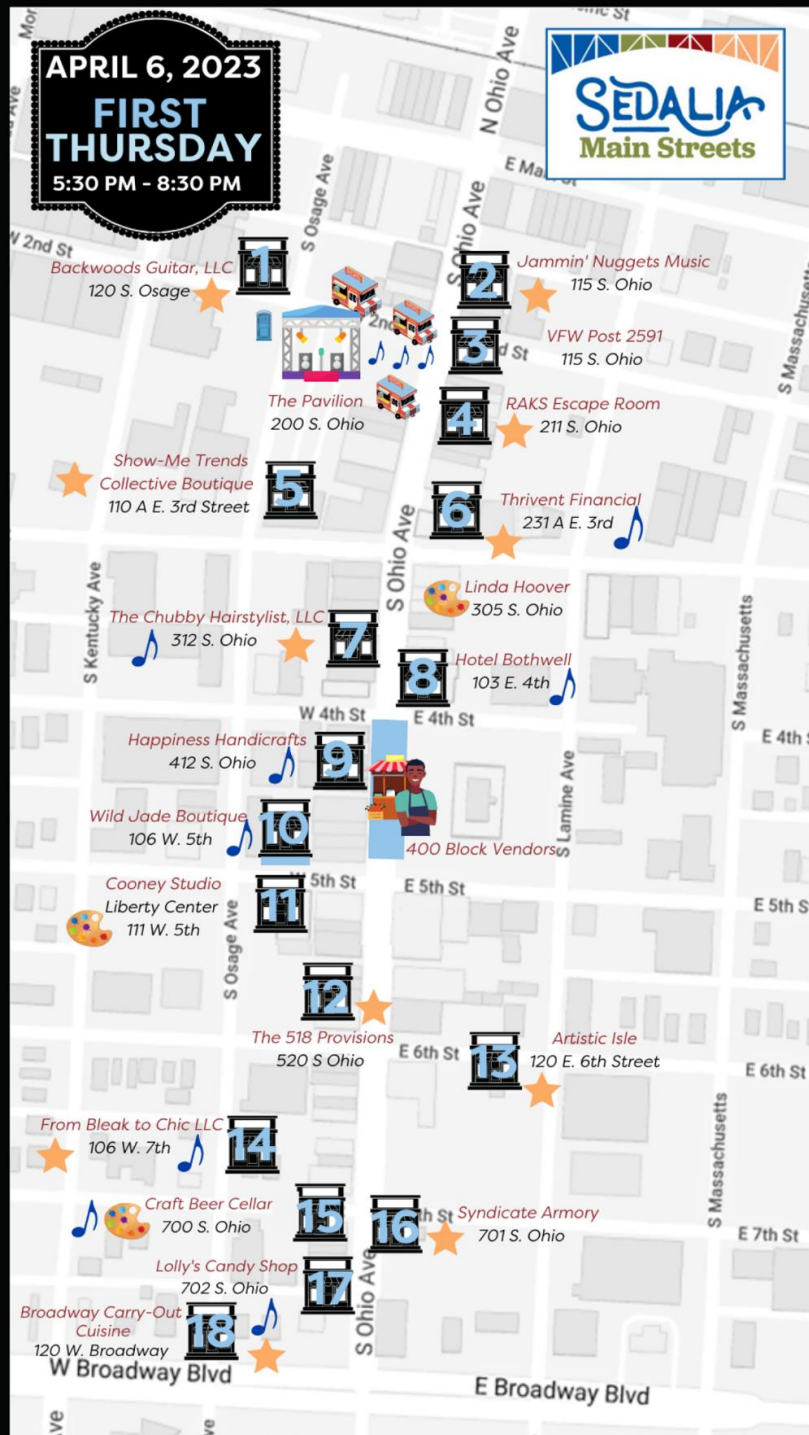 APRIL 6, 2023
FIRST
THURSDAY
5:30 PM - 8:30 PM
SEDALIA
Main Streets
N Ohio Ave
S Osage Ave
S Ohio Ave
W 2nd St
1
Backwoods Guitar, LLC
120 S. Osage
2
Jammin' Nuggets Music
115 S. Ohio
3
VFW Post 2591
115 S. Ohio
The Pavilion
200 S. Ohio
4
RAKS Escape Room
211 S. Ohio
S Massachusetts
Show-Me Trends
Collective Boutique
110 A E. 3rd Street
5
6
Thrivent Financial
231 A E. 3rd
S Ohio Ave
S Kentucky Ave
Linda Hoover
305 S. Ohio
The Chubby Hairstylist, LLC
312 S. Ohio
7
8
Hotel Bothwell
103 E. 4th
S Massachusetts
W 4th St
E 4th St
E 4th
Happiness Handicrafts
412 S. Ohio
9
Wild Jade Boutique
106 W. 5th
10
400 Block Vendors
S Lamine Ave
Cooney Studio
Liberty Center
111 W. 5th
11
W 5th St
E 5th St
E 5th S
S Osage Ave
12
The 518 Provisions
520 S Ohio
E 6th St
13
Artistic Isle
120 E. 6th Street
E 6th St
From Bleak to Chic LLC
106 W. 7th
14
S Massachusetts
Craft Beer Cellar
700 S. Ohio
15
16
th St
Syndicate Armory
701 S. Ohio
E 7th St
Lolly's Candy Shop
702 S. Ohio
17
S Ohio Ave
Broadway Carry-Out
Cuisine
120 W. Broadway
18
W Broadway Blvd
E Broadway Blvd